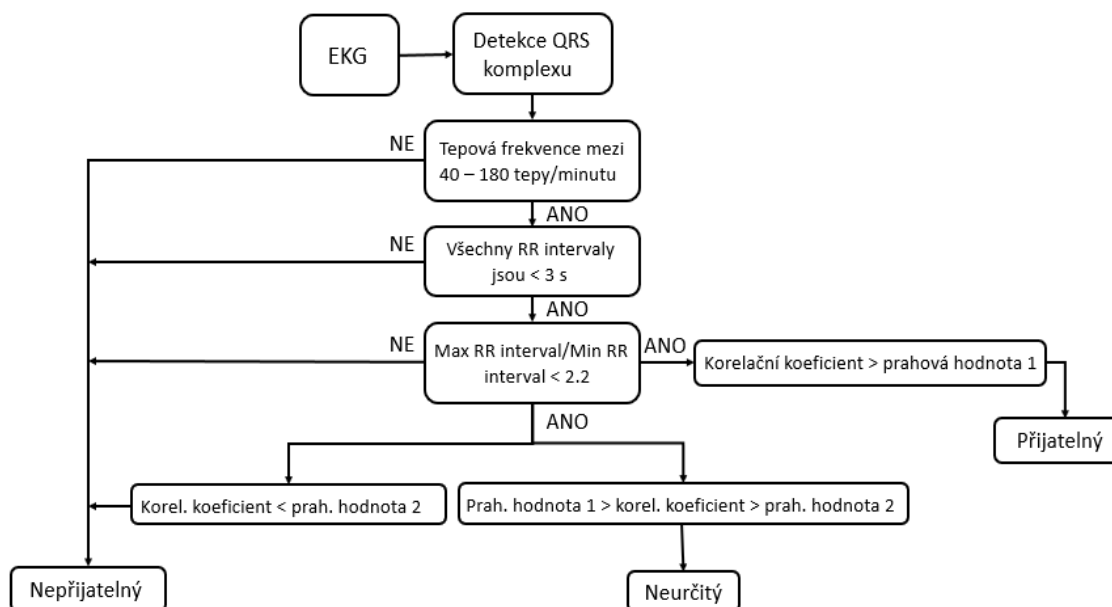 EKG
Detekce QRS
komplexu
NE
Tepová frekvence mezi
40 – 180 tepy/minutu
ANO
NE
Všechny RR intervaly
jsou < 3 s
ANO
NE
Max RR interval/Min RR
interval < 2.2
ANO
Korelační koeficient > prahová hodnota 1
ANO
Přijatelný
Korel. koeficient < prah. hodnota 2
Prah. hodnota 1 > korel. koeficient > prah. hodnota 2
Nepřijatelný
Neurčitý